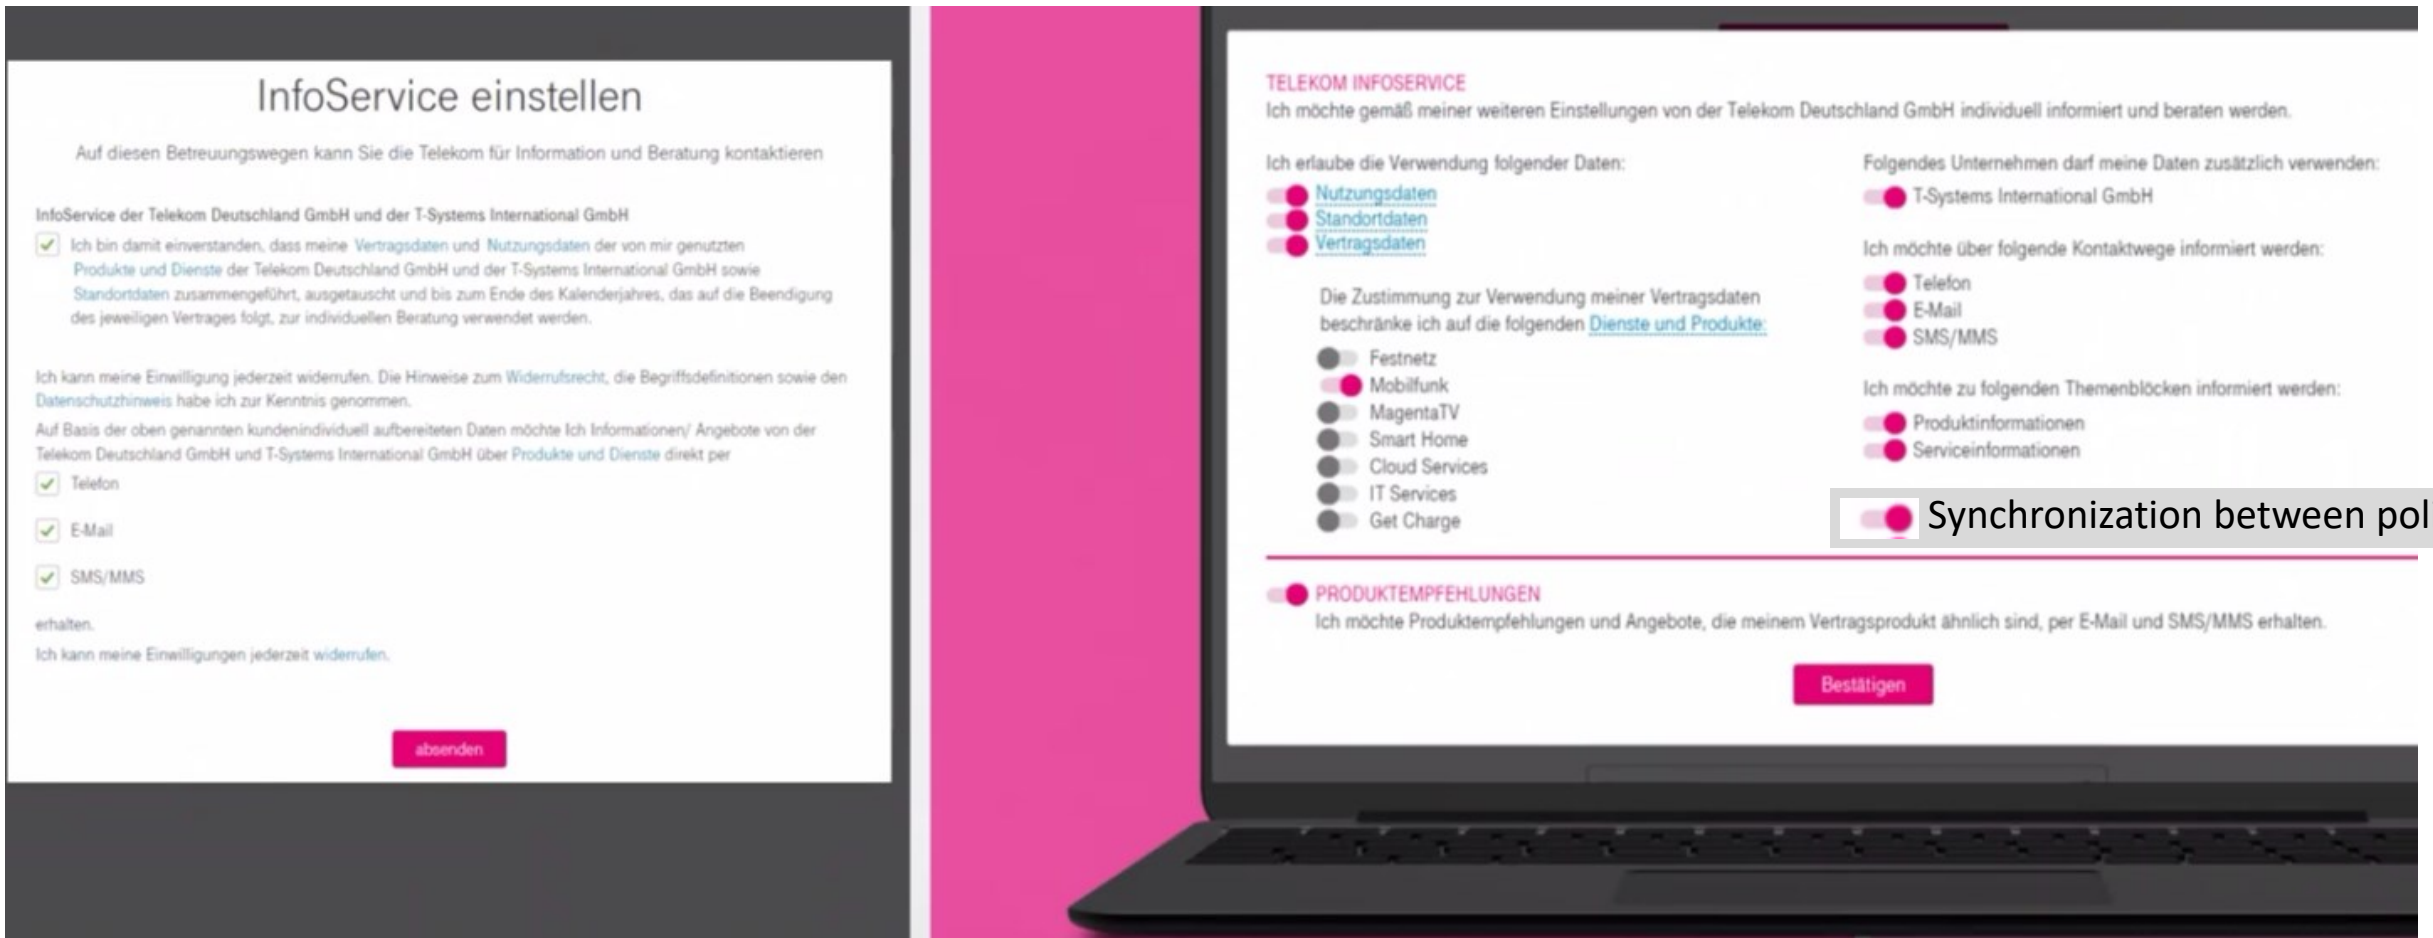 InfoService einstellen
Auf diesen Betreuungswegen kann Sie die Telekom für Information und Beratung kontaktieren
InfoService der Telekom Deutschland GmbH und der T-Systems International GmbH
Ich bin damit einverstanden, dass meine Vertragsdaten und Nutzungsdaten der von mir genutzten
Produkte und Dienste der Telekom Deutschland GmbH und der T-Systems International GmbH sowie
Standortdaten zusammengeführt, ausgetauscht und bis zum Ende des Kalenderjahres, das auf die Beendigung
des jeweiligen Vertrages folgt, zur individuellen Beratung verwendet werden.
Ich kann meine Einwilligung jederzeit widerrufen. Die Hinweise zum Widerrufsrecht, die Begriffsdefinitionen sowie den
Datenschutzhinweis habe ich zur Kenntnis genommen.
Auf Basis der oben genannten kundenindividuell aufbereiteten Daten möchte Ich Informationen/ Angebote von der
Telekom Deutschland GmbH und T-Systems International GmbH über Produkte und Dienste direkt per
Telefon
E-Mail
SMS/MMS
erhalten.
Ich kann meine Einwilligungen jederzeit widerrufen.
absenden
TELEKOM INFOSERVICE
Ich möchte gemäß meiner weiteren Einstellungen von der Telekom Deutschland GmbH individuell informiert und beraten werden.
Ich erlaube die Verwendung folgender Daten:
Nutzungsdaten
Standortdaten
Vertragsdaten
Die Zustimmung zur Verwendung meiner Vertragsdaten
beschränke ich auf die folgenden Dienste und Produkte:
Festnetz
Mobilfunk
MagentaTV
Smart Home
Cloud Services
IT Services
Get Charge
Folgendes Unternehmen darf meine Daten zusätzlich verwenden:
T-Systems International GmbH
Ich möchte über folgende Kontaktwege informiert werden:
Telefon
E-Mail
SMS/MMS
Ich möchte zu folgenden Themenblöcken informiert werden:
Produktinformationen
Serviceinformationen
Synchronization between pol
PRODUKTEMPFEHLUNGEN
Ich möchte Produktempfehlungen und Angebote, die meinem Vertragsprodukt ähnlich sind, per E-Mail und SMS/MMS erhalten.
Bestätigen